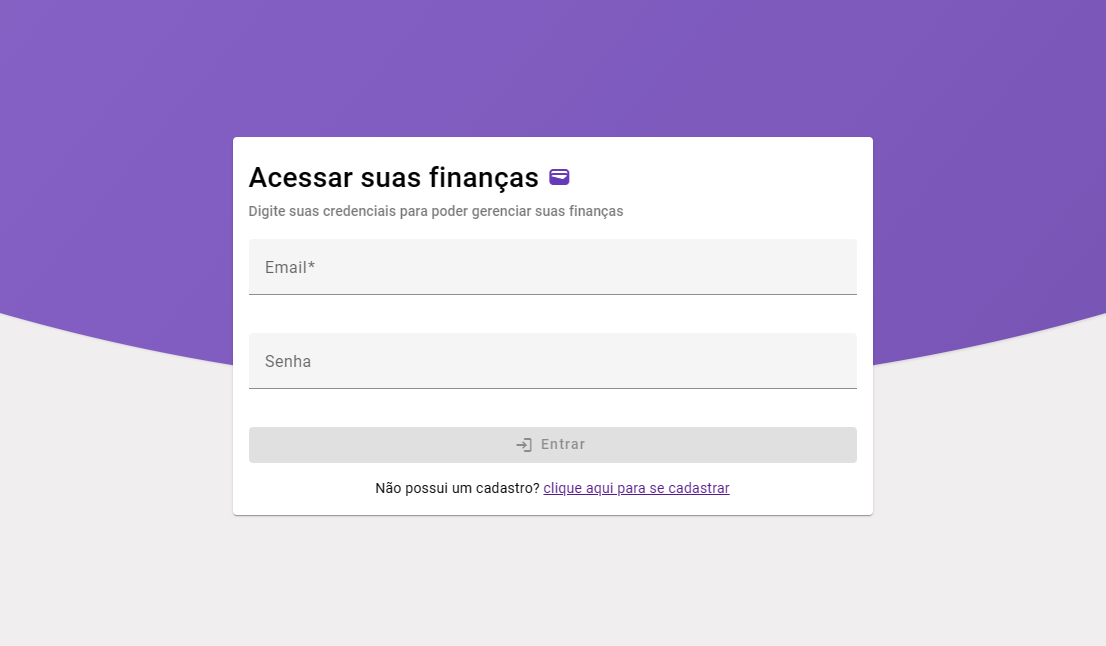 Acessar suas finanças
Digite suas credenciais para poder gerenciar suas finanças
Email*
Senha
Entrar
Não possui um cadastro? clique aqui para se cadastrar